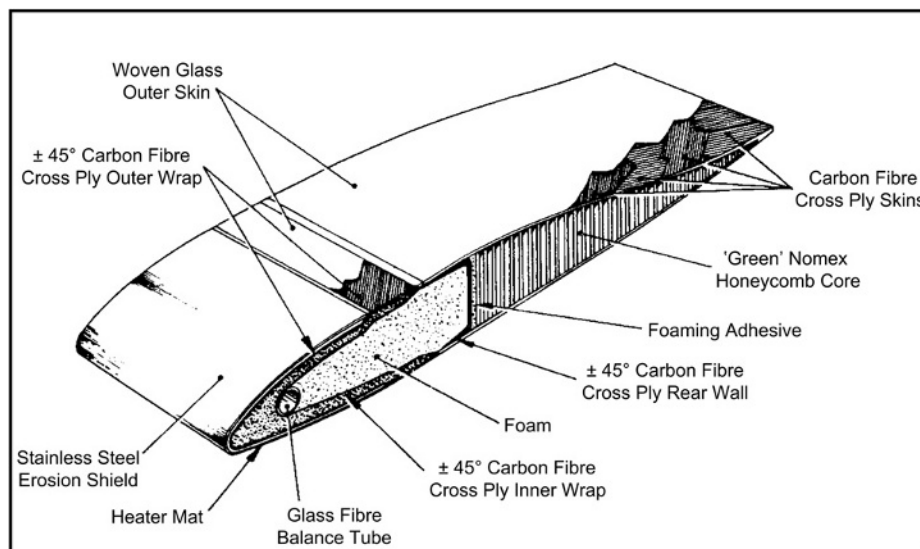 Woven Glass
Outer Skin
± 45° Carbon Fibre
Cross Ply Outer Wrap
Carbon Fibre
Cross Ply Skins
'Green' Nomex
Honeycomb Core
Foaming Adhesive
± 45° Carbon Fibre
Cross Ply Rear Wall
Foam
± 45° Carbon Fibre
Cross Ply Inner Wrap
Stainless Steel
Erosion Shield
Heater Mat
Glass Fibre
Balance Tube